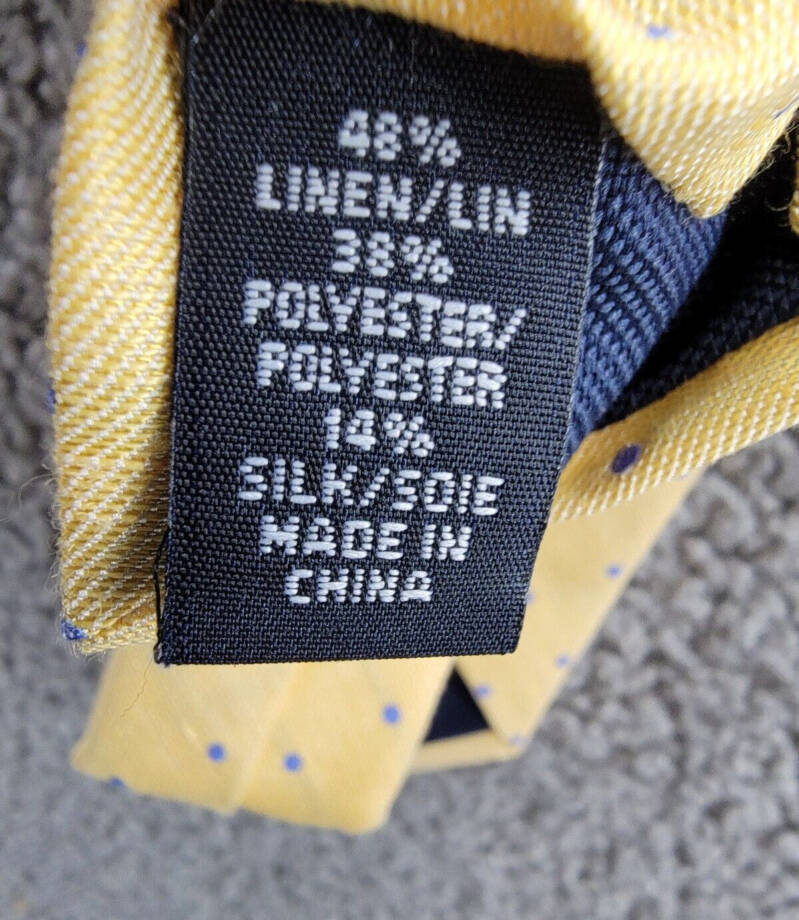 48%
LINEN/LIN
38%
POLYESTER/
POLYESTER
14%
SILK/SOIE
MADE IN
CHINA